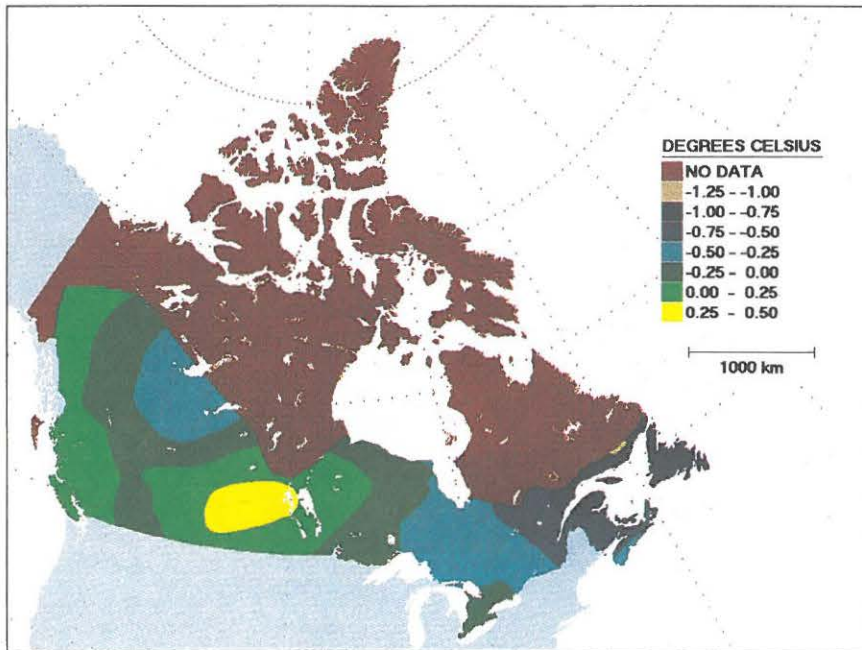 DEGREES CELSIUS
NO DATA
-1.25 - -1.00
-1.00 - -0.75
-0.75 - -0.50
-0.50 - -0.25
-0.25 - 0.00
0.00 - 0.25
0.25 - 0.50
1000 km